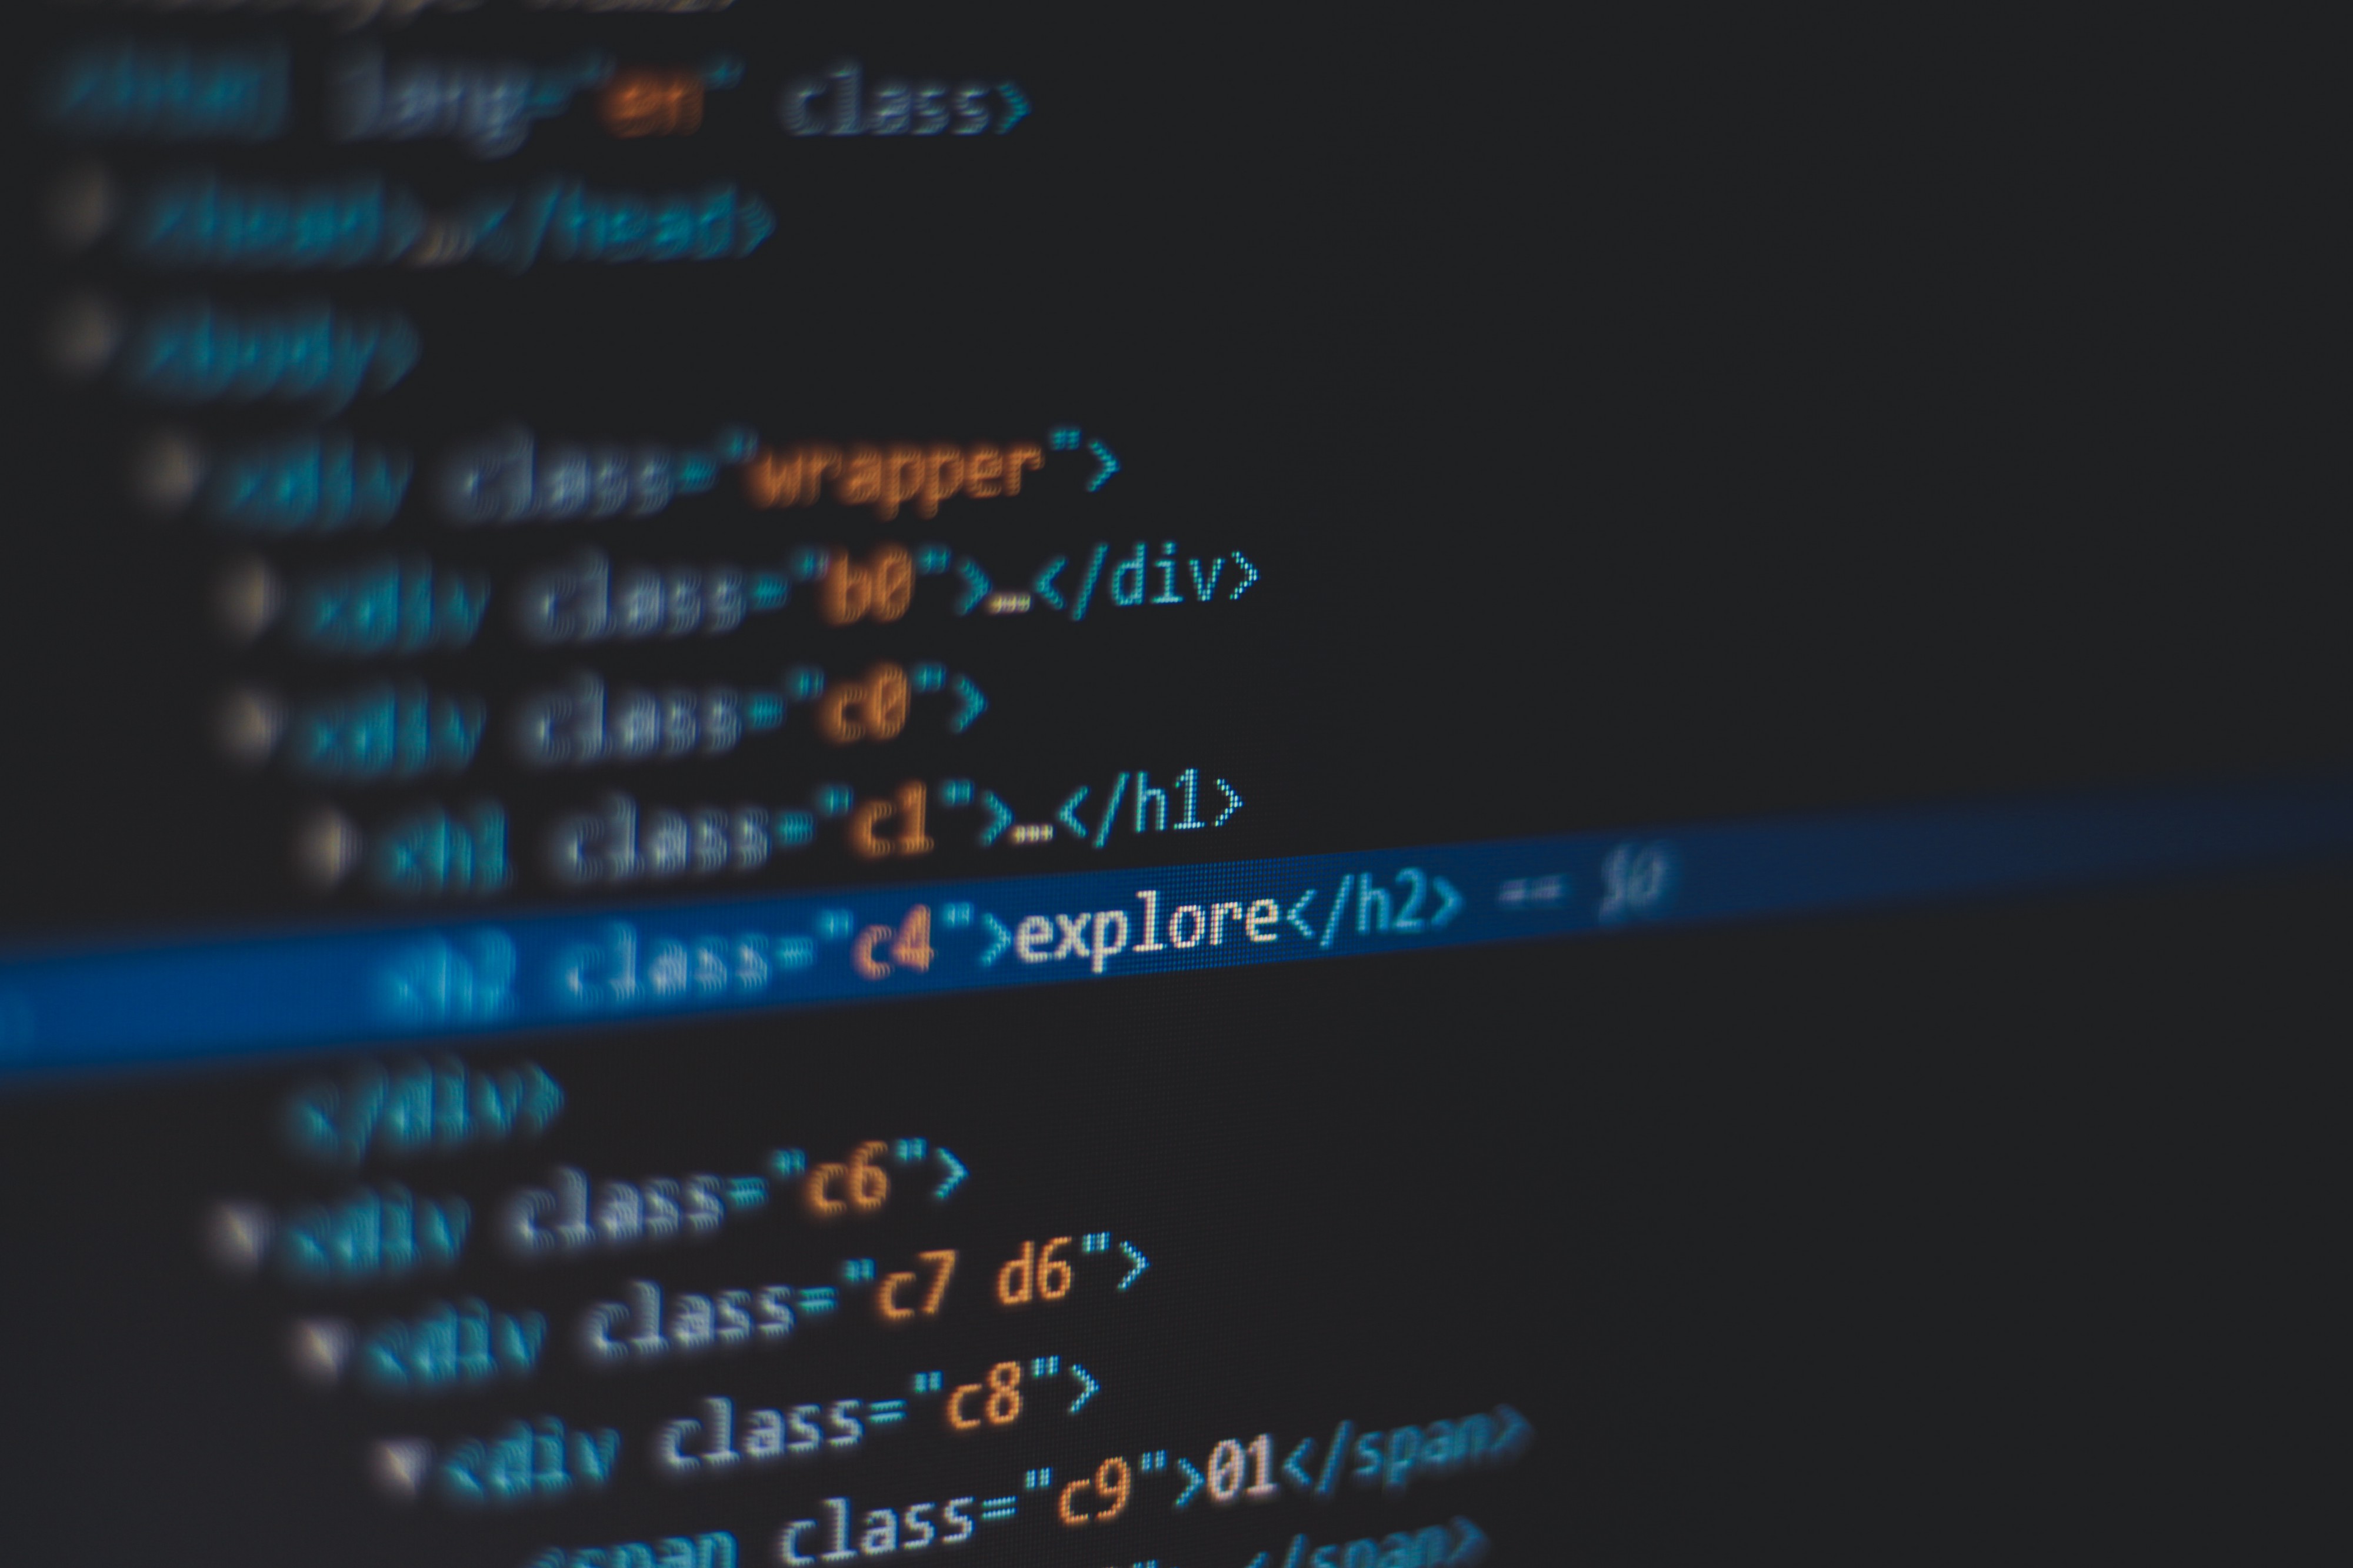 <html lang="en" class>
<head>…</head>
<body>
<div class="wrapper">
<div class="b0">…</div>
<div class="c0">
<h1 class="c1">…</h1>
<h2 class="c4">explore</h2> == $0
</div>
<div class="c6">
<div class="c7 d6">
<div class="c8">
<span class="c9">01</span>
</span>